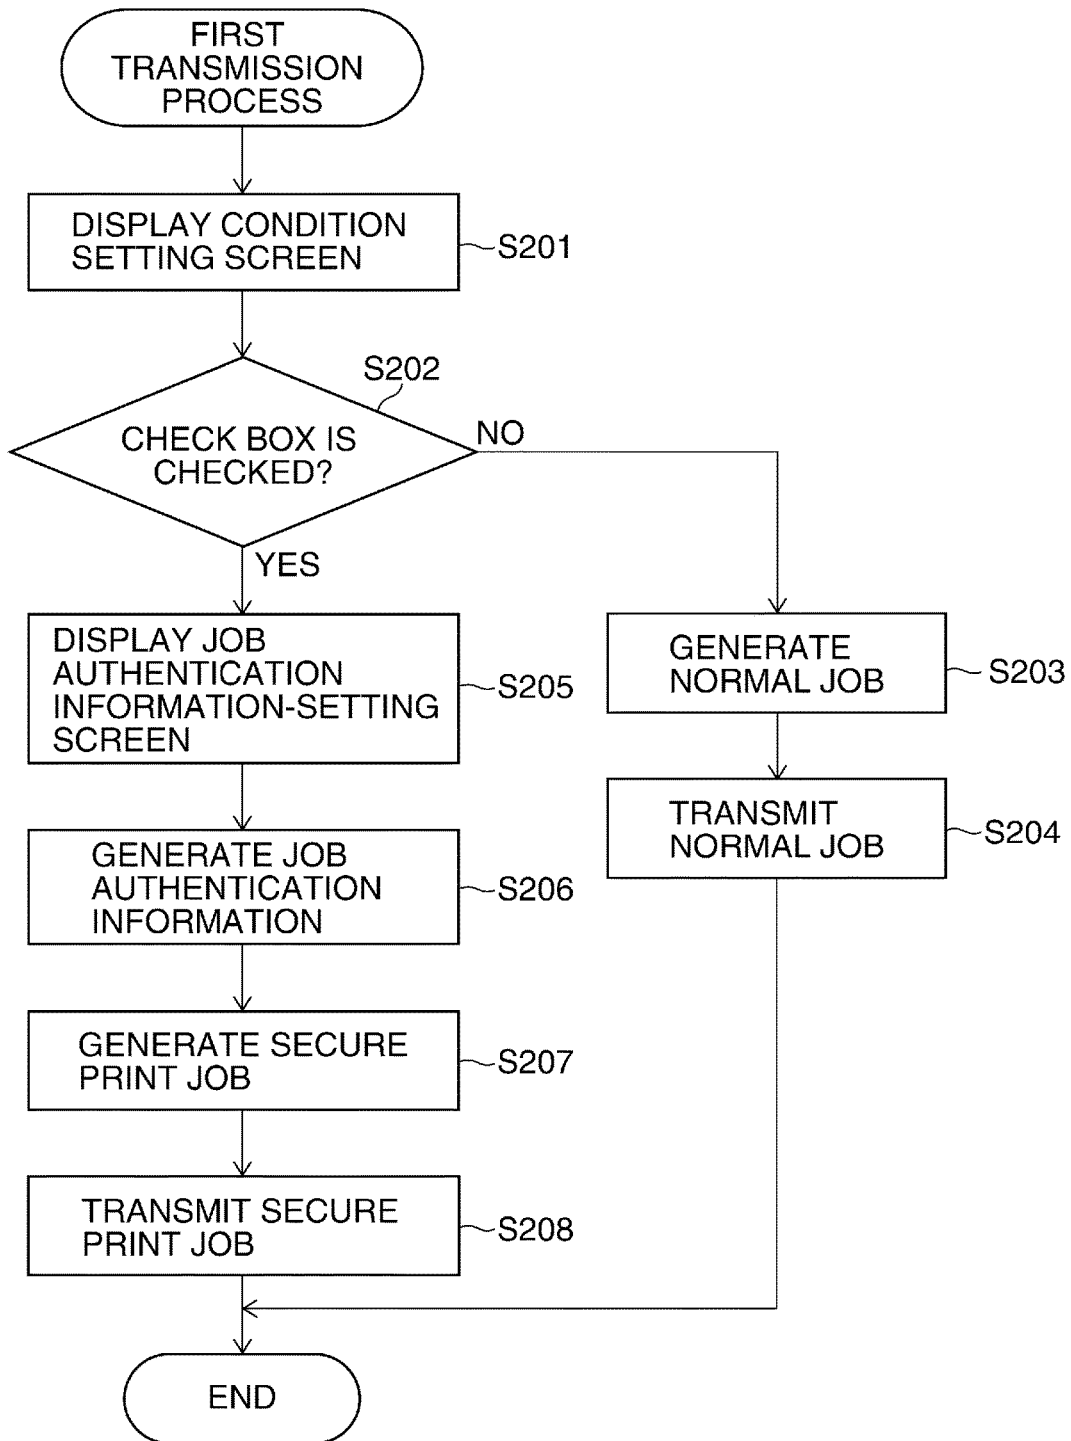 FIRST
TRANSMISSION
PROCESS
DISPLAY CONDITION
SETTING SCREEN
S201
S202
CHECK BOX IS
CHECKED?
NO
YES
DISPLAY JOB
AUTHENTICATION
INFORMATION-SETTING
SCREEN
S205
GENERATE
NORMAL JOB
S203
TRANSMIT
NORMAL JOB
S204
GENERATE JOB
AUTHENTICATION
INFORMATION
S206
GENERATE SECURE
PRINT JOB
S207
TRANSMIT SECURE
PRINT JOB
S208
END